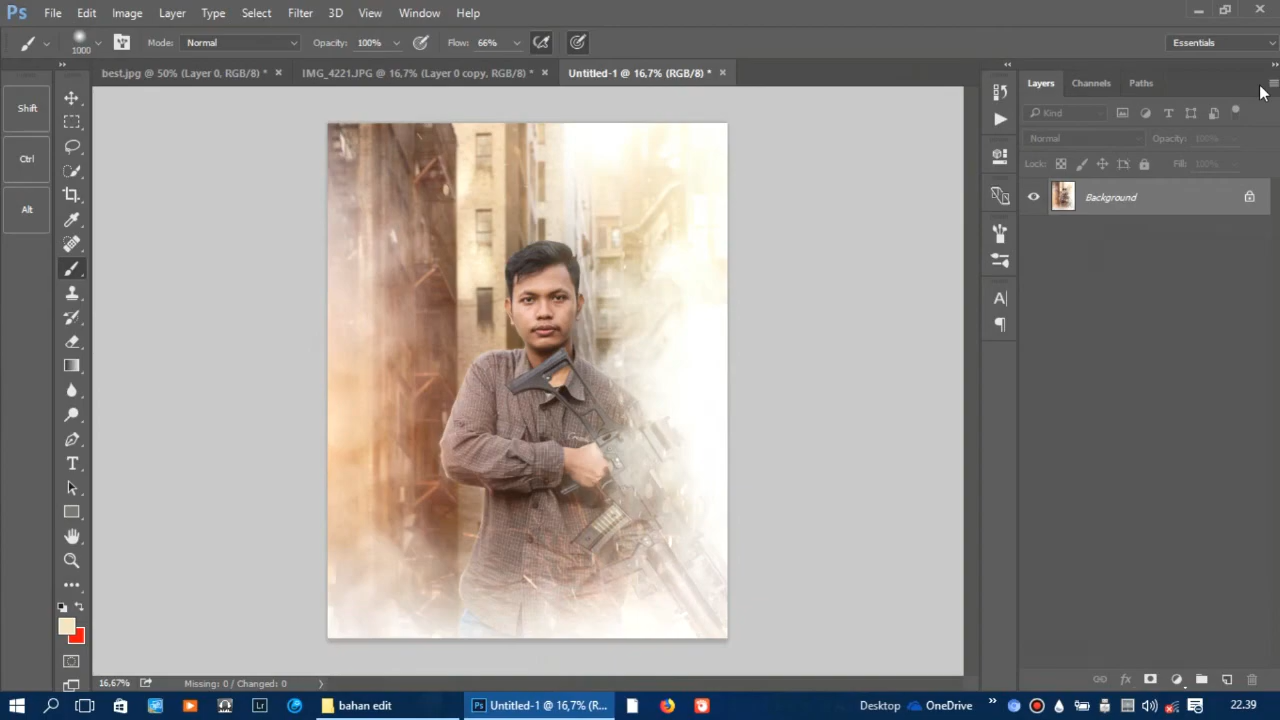 Ps File Edit Image Layer Type Select Filter 3D View Window Help
1000 Mode: Normal Opacity: 100% Flow: 66% Essentials
best.jpg @ 50% (Layer 0, RGB/8) * × IMG_4221.JPG @ 16,7% (Layer 0 copy, RGB/8) * × Untitled-1 @ 16,7% (RGB/8) * ×
Layers Channels Paths
Shift
Kind
Normal Opacity: 100%
Ctrl
Lock: Fill: 100%
Background
Alt
16,67% Missing: 0 / Changed: 0
bahan edit Untitled-1 @ 16,7% (R... Desktop OneDrive 22.39